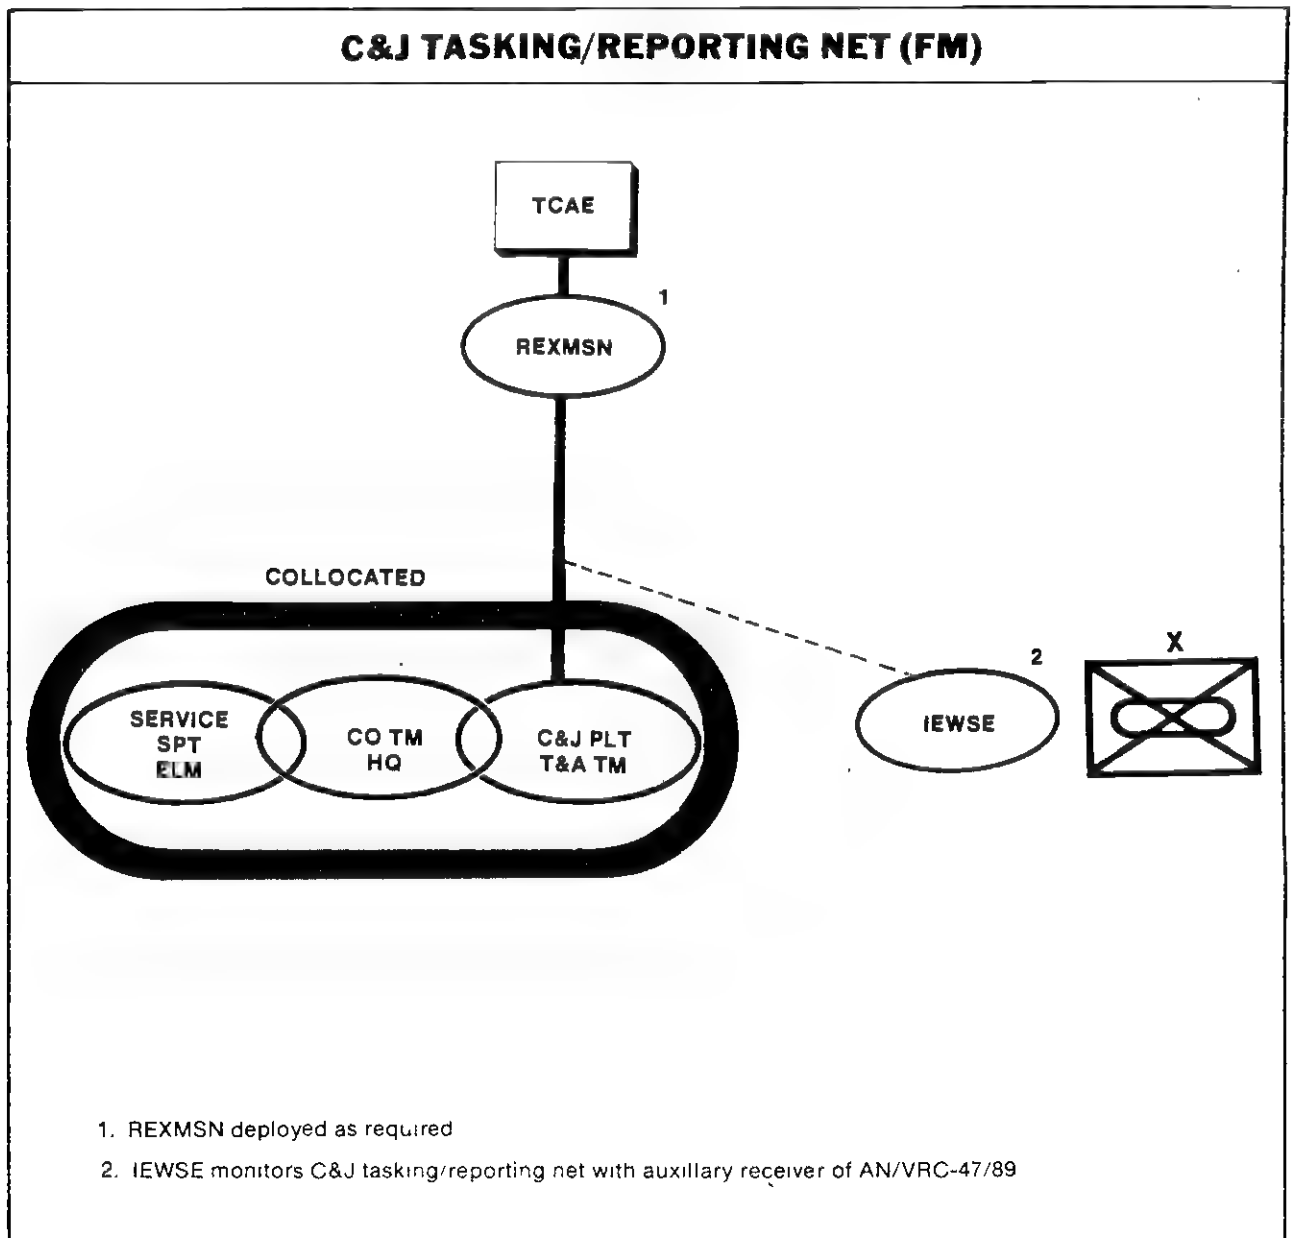 C&J TASKING/REPORTING NET (FM)
TCAE
1
REXMSN
COLLOCATED
X
2
SERVICE
SPT
ELM
CO TM
HQ
C&J PLT
T&A TM
IEWSE
1. REXMSN deployed as required
2. IEWSE monitors C&J tasking/reporting net with auxillary receiver of AN/VRC-47/89